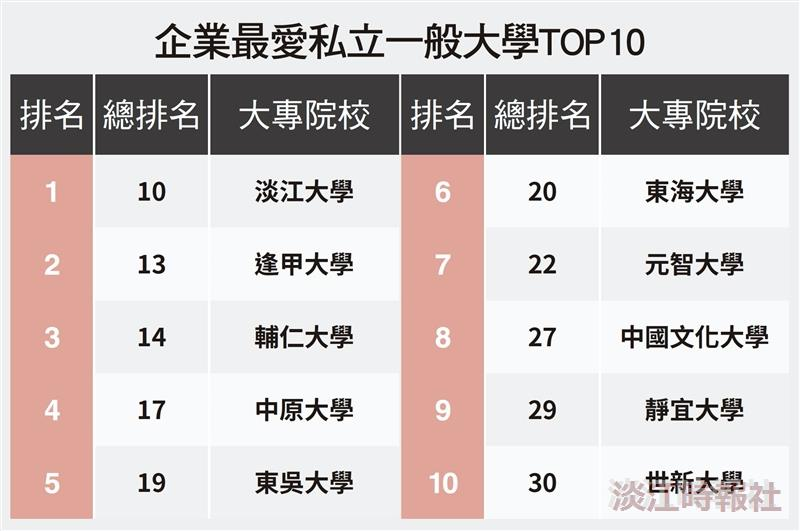 企業最愛私立一般大學TOP10
排名 總排名 大專院校 排名 總排名 大專院校
1 10 淡江大學 6 20 東海大學
2 13 逢甲大學 7 22 元智大學
3 14 輔仁大學 8 27 中國文化大學
4 17 中原大學 9 29 靜宜大學
5 19 東吳大學 10 30 世新大學
淡江時報社